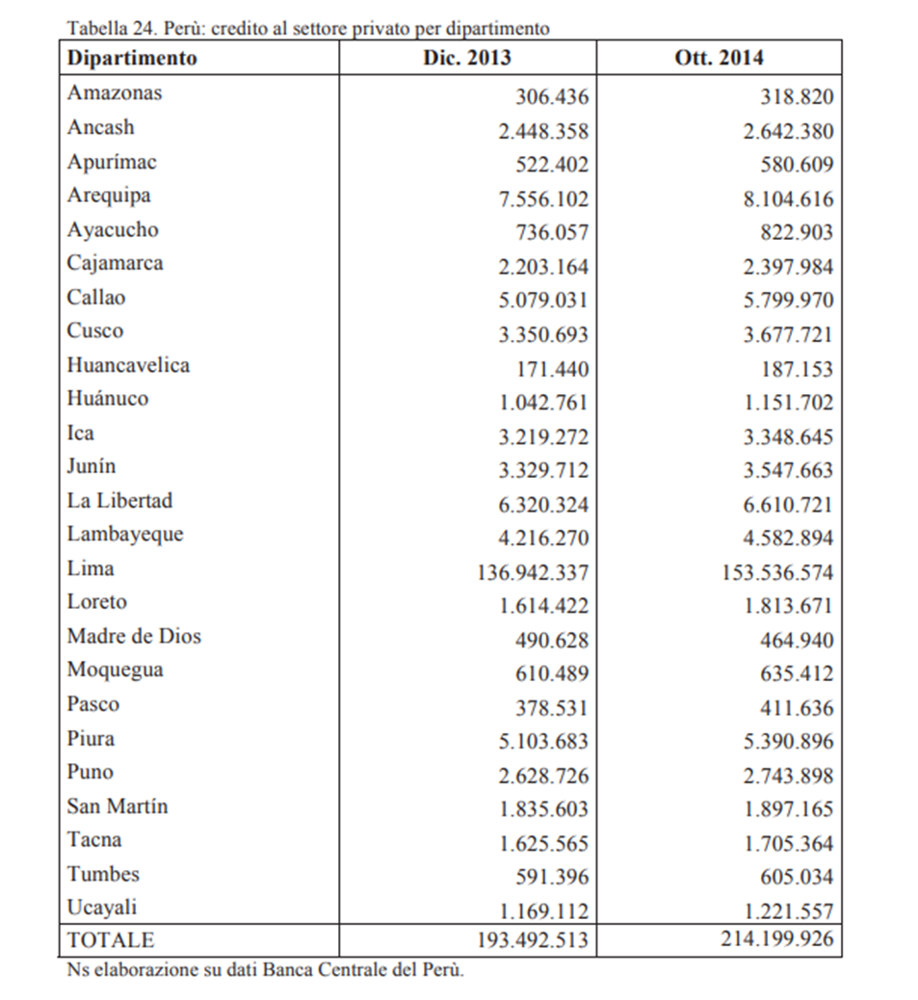 Tabella 24. Perù: credito al settore privato per dipartimento
Dipartimento Dic. 2013 Ott. 2014
Amazonas 306.436 318.820
Ancash 2.448.358 2.642.380
Apurímac 522.402 580.609
Arequipa 7.556.102 8.104.616
Ayacucho 736.057 822.903
Cajamarca 2.203.164 2.397.984
Callao 5.079.031 5.799.970
Cusco 3.350.693 3.677.721
Huancavelica 171.440 187.153
Huánuco 1.042.761 1.151.702
Ica 3.219.272 3.348.645
Junín 3.329.712 3.547.663
La Libertad 6.320.324 6.610.721
Lambayeque 4.216.270 4.582.894
Lima 136.942.337 153.536.574
Loreto 1.614.422 1.813.671
Madre de Dios 490.628 464.940
Moquegua 610.489 635.412
Pasco 378.531 411.636
Piura 5.103.683 5.390.896
Puno 2.628.726 2.743.898
San Martín 1.835.603 1.897.165
Tacna 1.625.565 1.705.364
Tumbes 591.396 605.034
Ucayali 1.169.112 1.221.557
TOTALE 193.492.513 214.199.926
Ns elaborazione su dati Banca Centrale del Perù.